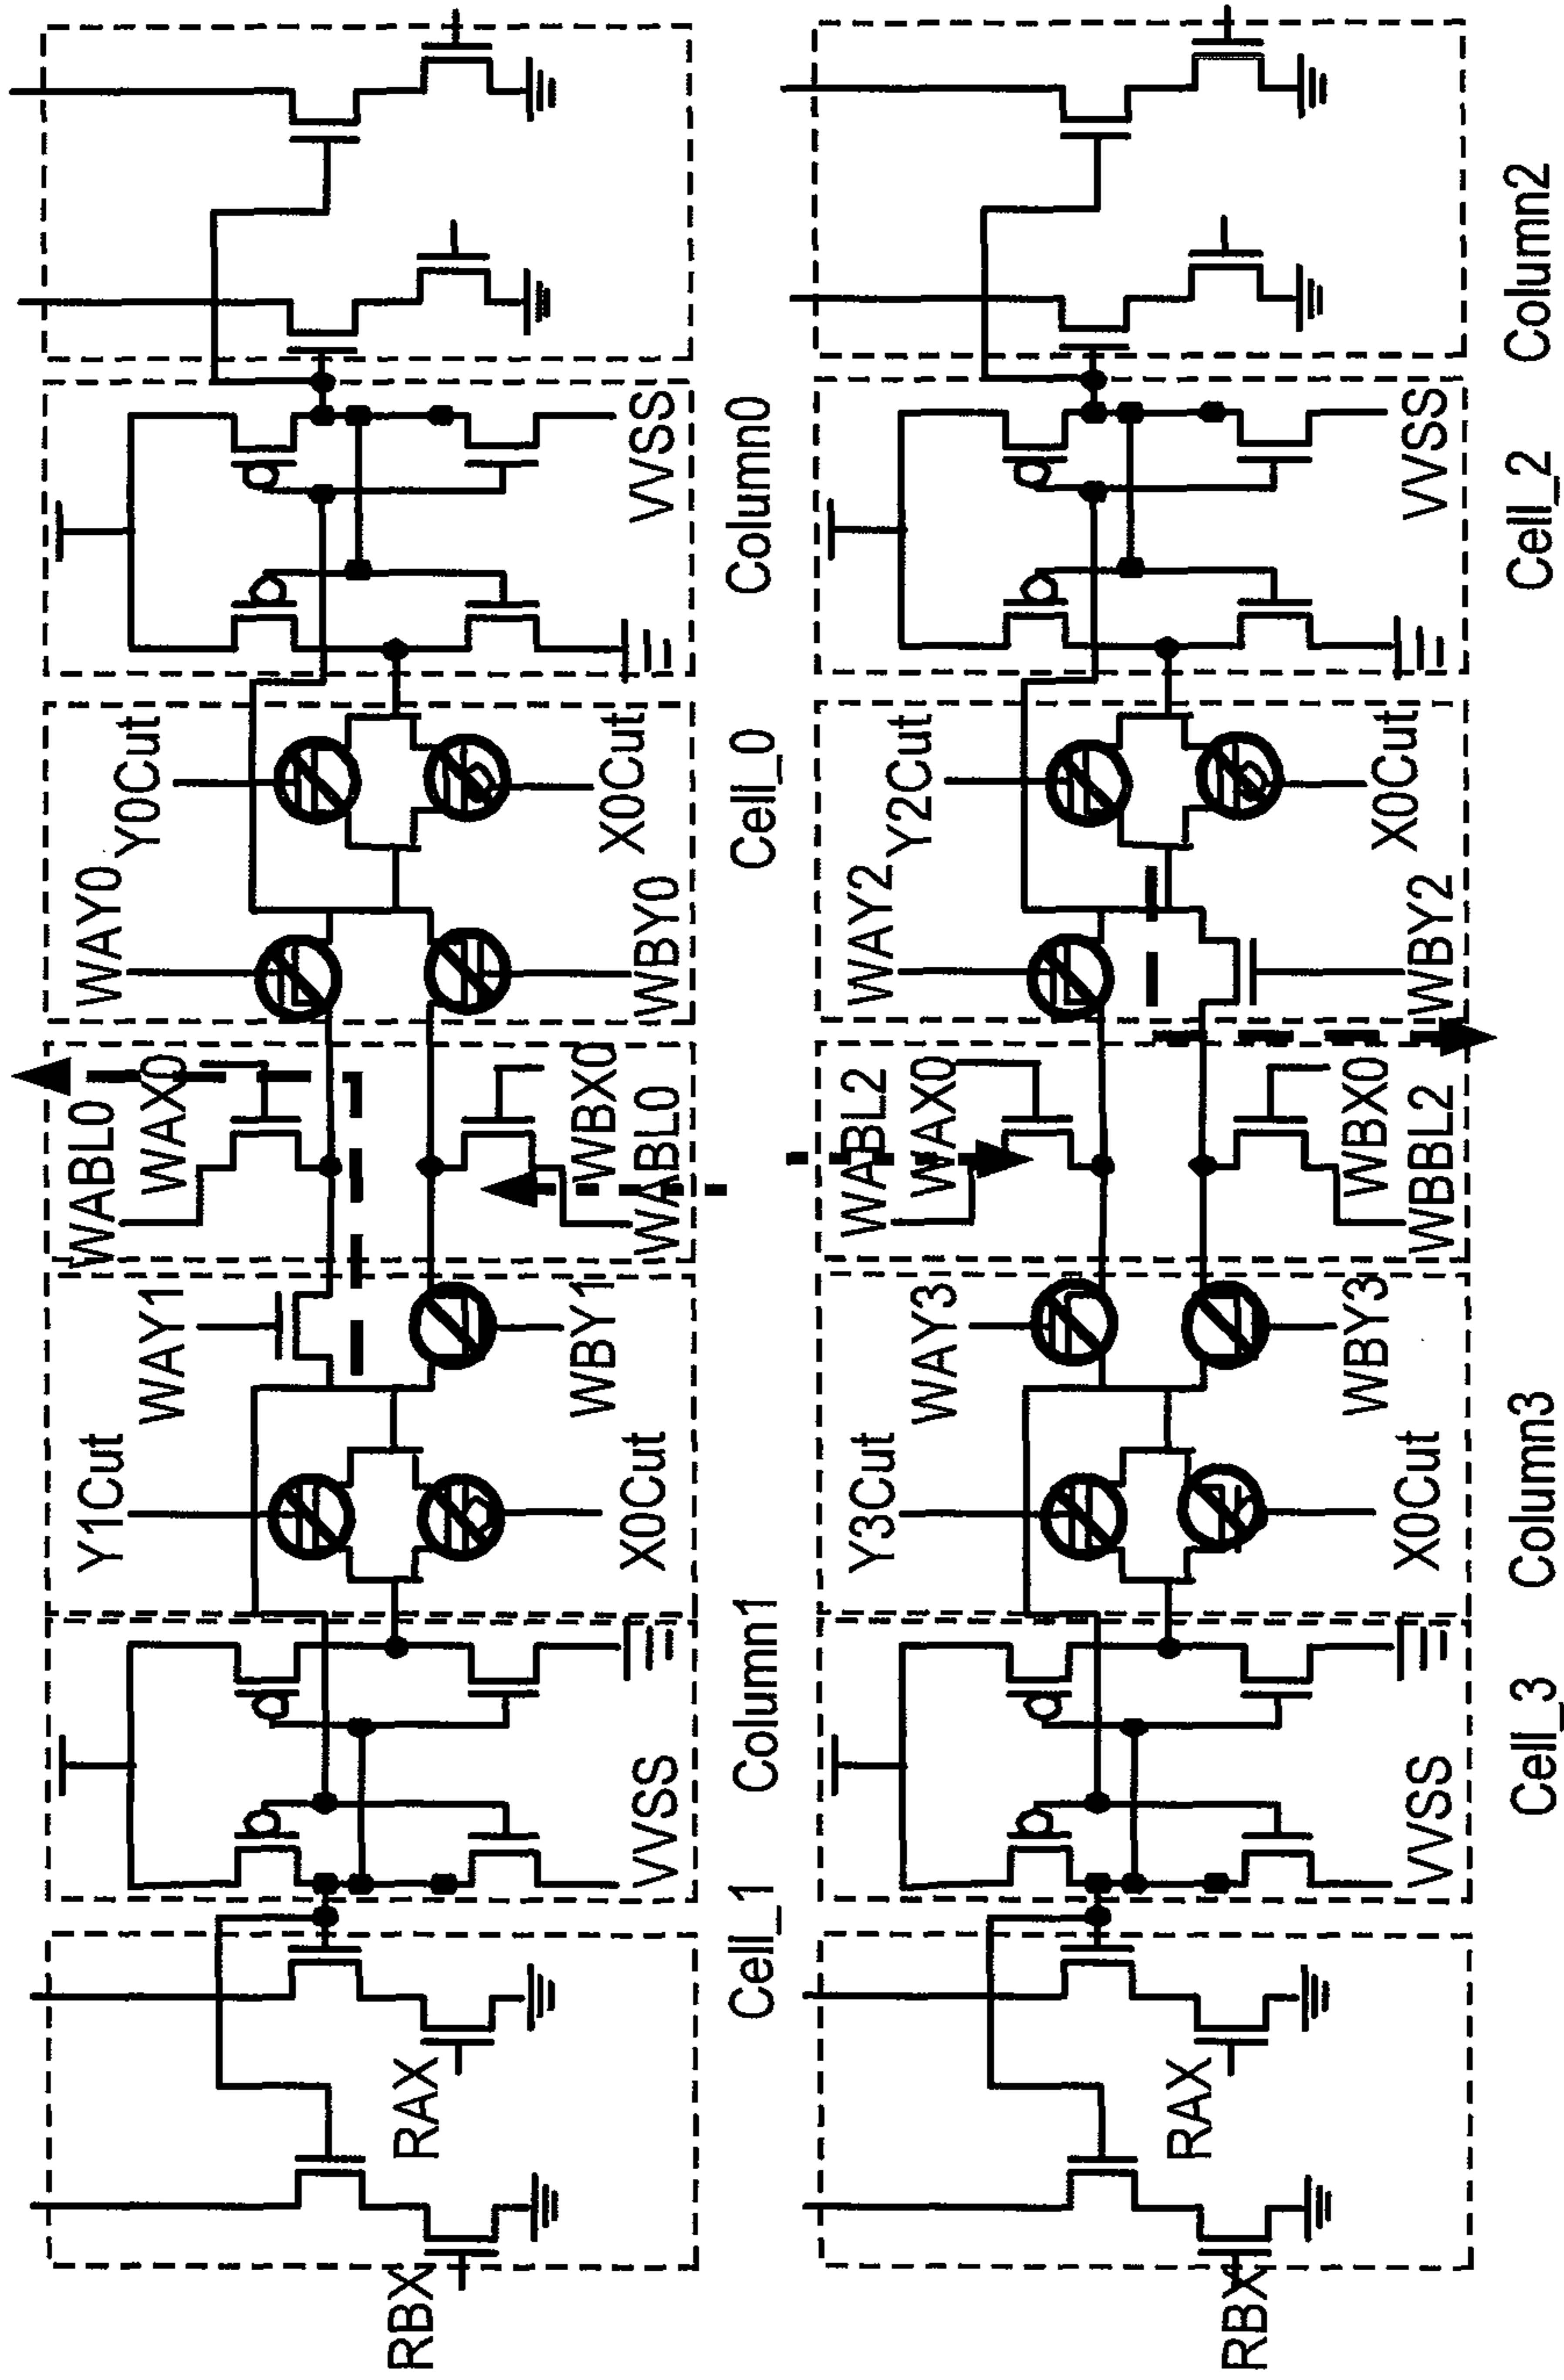 RBX
RAX
VVSS
Y1Cut
X0Cut
WAY1
WBY1
WABL0
WAX0
WBX0
WABL0
WAY0
WBY0
Y0Cut
X0Cut
VVSS
Cell_1
Column1
Cell_0
Column0
RBX
RAX
VVSS
Y3Cut
X0Cut
WAY3
WBY3
WABL2
WAX0
WBX0
WBBL2
WAY2
WBY2
Y2Cut
X0Cut
VVSS
Cell_3
Column3
Cell_2
Column2